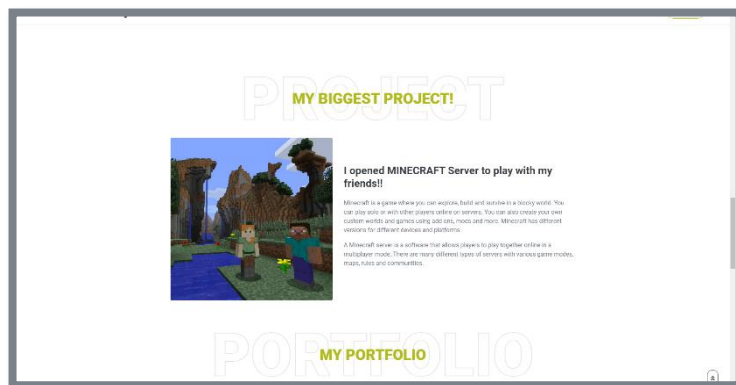 PROJECT
MY BIGGEST PROJECT!
I opened MINECRAFT Server to play with my
friends!!
Minecraft is a game where you can explore, build and survive in a blocky world. You
can play solo or with other players online on servers. You can also create your own
custom worlds and games using add-ons, mods and more. Minecraft has different
versions for different devices and platforms.
A Minecraft server is a software that allows players to play together online in a
multiplayer mode. There are many different types of servers with various game modes,
maps, rules and communities.
PORTFOLIO
MY PORTFOLIO